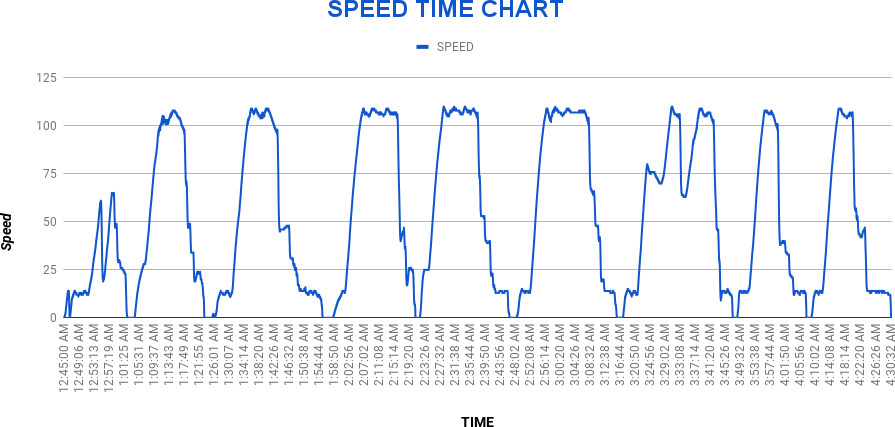 SPEED TIME CHART
SPEED
125
100
75
50
25
0
Speed
12:45:00 AM
12:49:06 AM
12:53:13 AM
12:57:19 AM
1:01:25 AM
1:05:31 AM
1:09:37 AM
1:13:43 AM
1:17:49 AM
1:21:55 AM
1:26:01 AM
1:30:07 AM
1:34:14 AM
1:38:20 AM
1:42:26 AM
1:46:32 AM
1:50:38 AM
1:54:44 AM
1:58:50 AM
2:02:56 AM
2:07:02 AM
2:11:08 AM
2:15:14 AM
2:19:20 AM
2:23:26 AM
2:27:32 AM
2:31:38 AM
2:35:44 AM
2:39:50 AM
2:43:56 AM
2:48:02 AM
2:52:08 AM
2:56:14 AM
3:00:20 AM
3:04:26 AM
3:08:32 AM
3:12:38 AM
3:16:44 AM
3:20:50 AM
3:24:56 AM
3:29:02 AM
3:33:08 AM
3:37:14 AM
3:41:20 AM
3:45:26 AM
3:49:32 AM
3:53:38 AM
3:57:44 AM
4:01:50 AM
4:05:56 AM
4:10:02 AM
4:14:08 AM
4:18:14 AM
4:22:20 AM
4:26:26 AM
4:30:32 AM
TIME